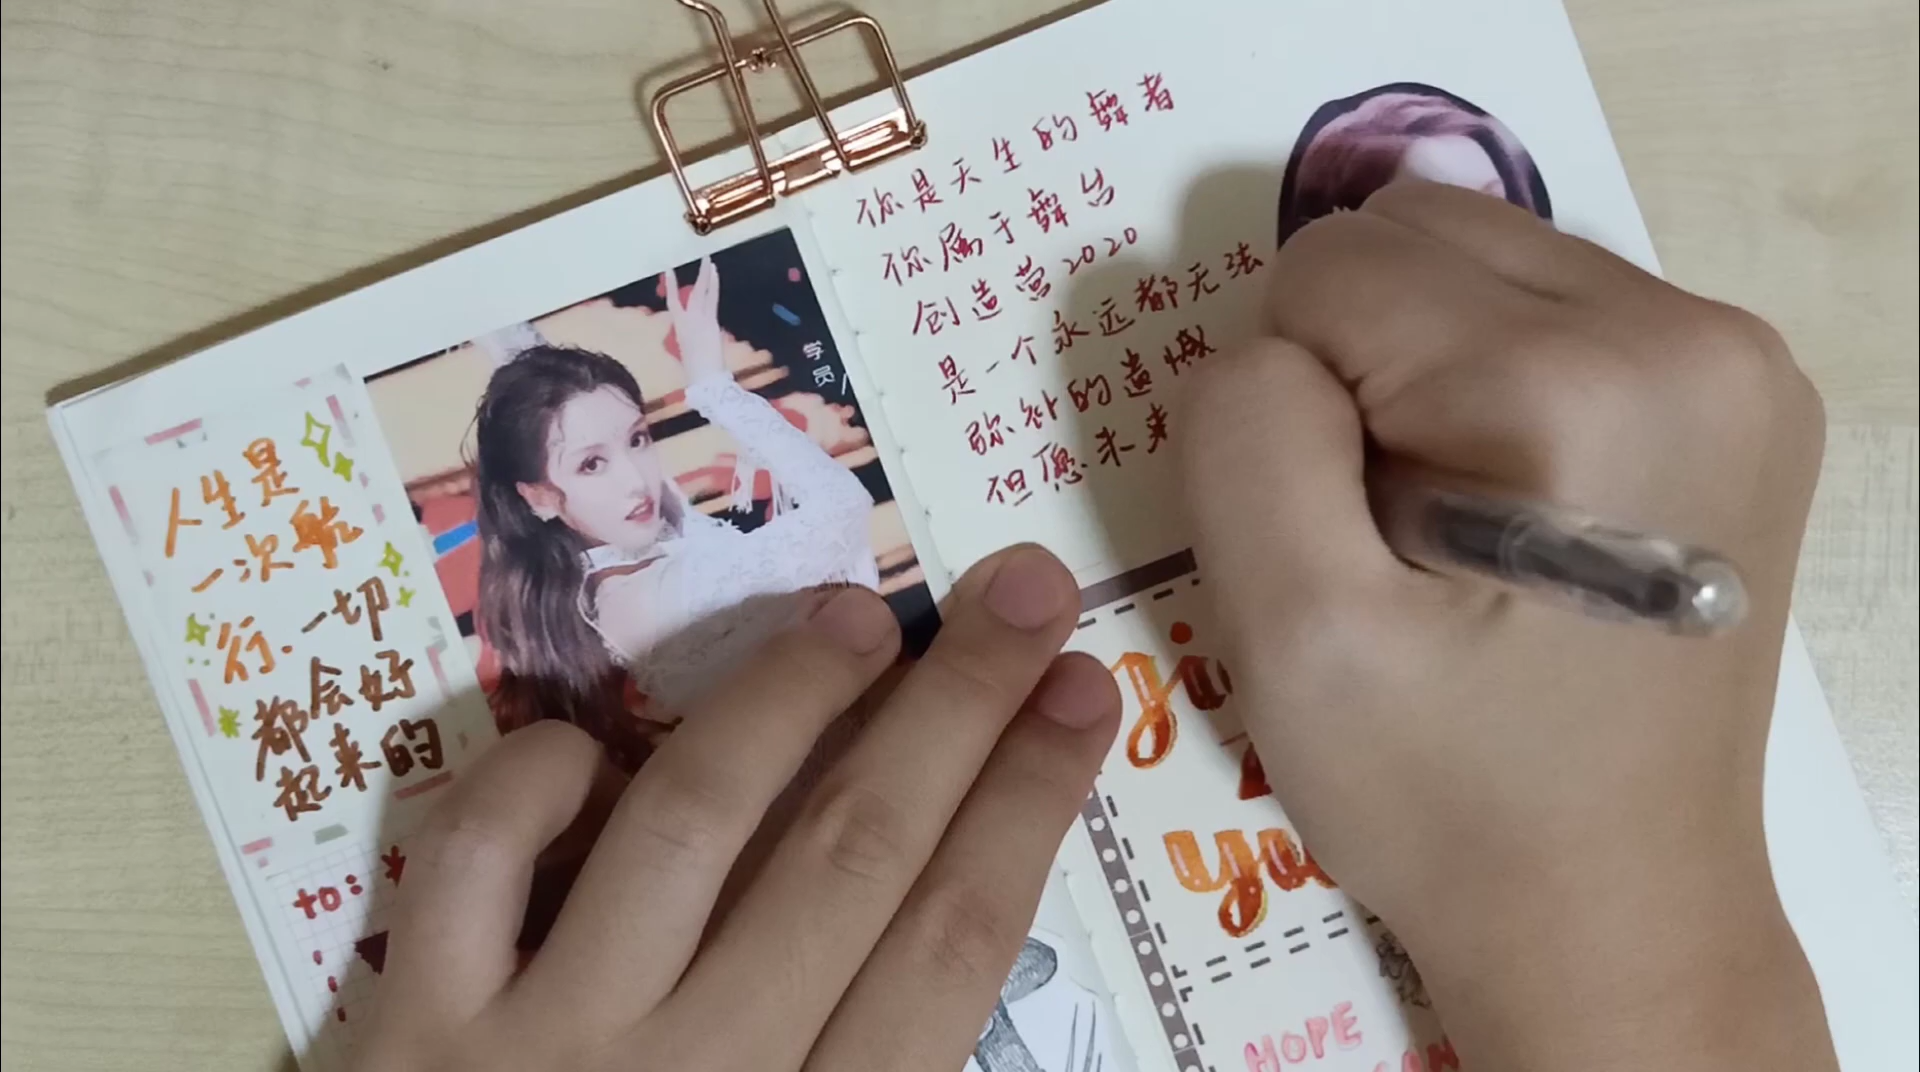 人生是
一次航
行.一切
都会好
起来的
to:
学员
你是天生的舞者
你属于舞台
创造营2020
是一个永远都无法
弥补的遗憾
但愿未来
HOPE